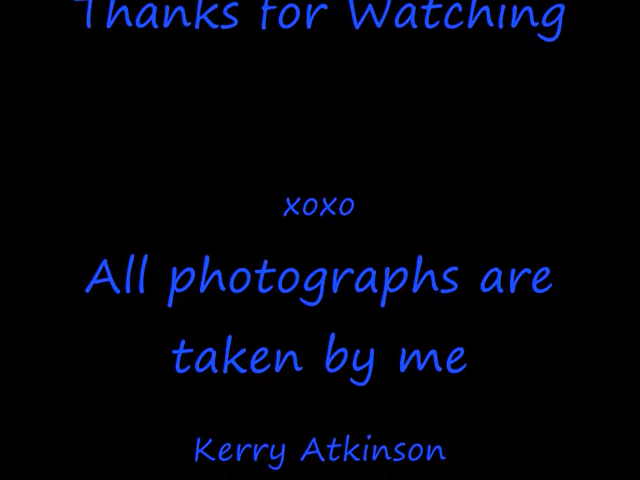 Thanks for Watching
xoxo
All photographs are
taken by me
Kerry Atkinson